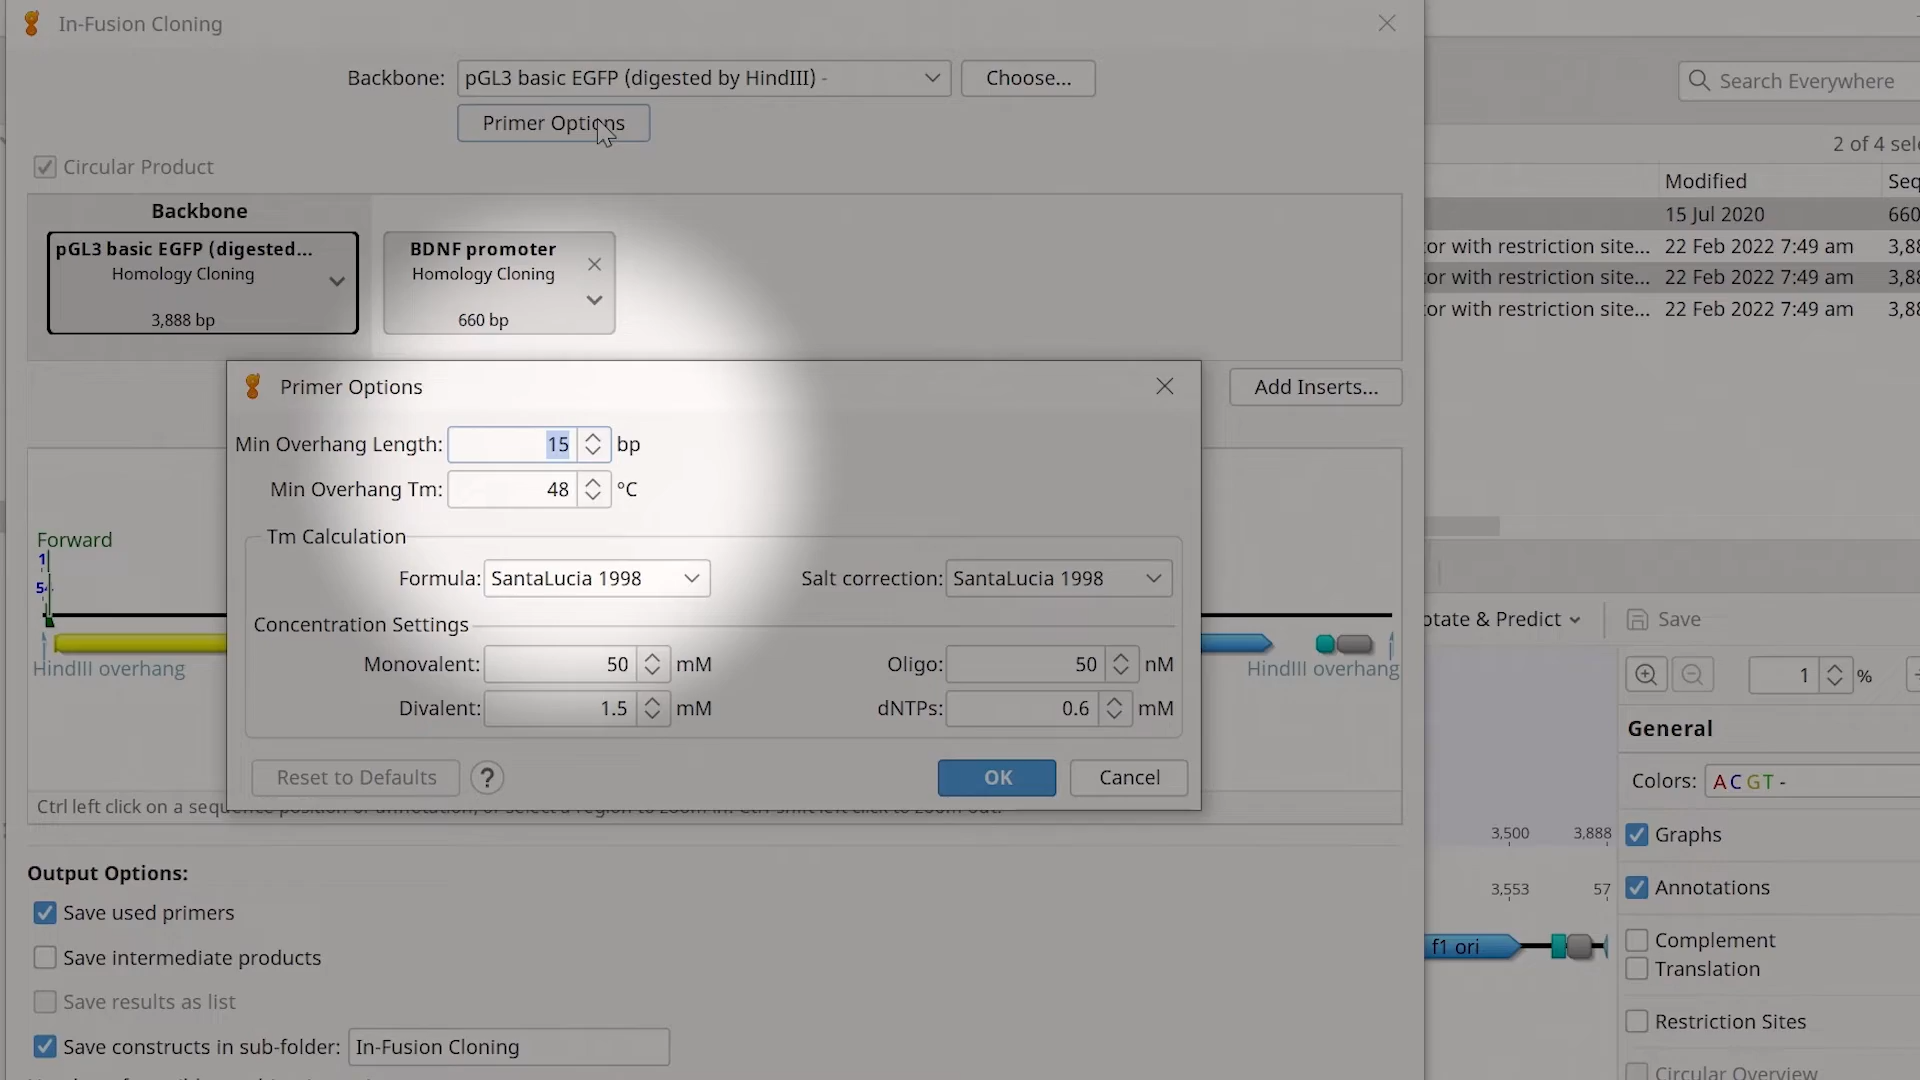 In-Fusion Cloning
Backbone: pGL3 basic EGFP (digested by HindIII) - Choose...
Primer Options
Search Everywhere
Circular Product
2 of 4 sele
Backbone
Modified Seq
pGL3 basic EGFP (digested...
Homology Cloning
3,888 bp
BDNF promoter
Homology Cloning
660 bp
15 Jul 2020 660
tor with restriction site... 22 Feb 2022 7:49 am 3,88
tor with restriction site... 22 Feb 2022 7:49 am 3,88
tor with restriction site... 22 Feb 2022 7:49 am 3,88
Primer Options
Add Inserts...
Min Overhang Length: 15 bp
Min Overhang Tm: 48 °C
Tm Calculation
Formula: SantaLucia 1998 Salt correction: SantaLucia 1998
Concentration Settings
Monovalent: 50 mM Oligo: 50 nM
Divalent: 1.5 mM dNTPs: 0.6 mM
Reset to Defaults ? OK Cancel
Forward
1
54
HindIII overhang
HindIII overhang
otate & Predict Save
1 %
General
Colors: A C G T -
Graphs
Annotations
Complement
Translation
Restriction Sites
Circular Overview
3,500 3,888
3,553 57
f1 ori
Ctrl left click on a sequ
Output Options:
Save used primers
Save intermediate products
Save results as list
Save constructs in sub-folder: In-Fusion Cloning